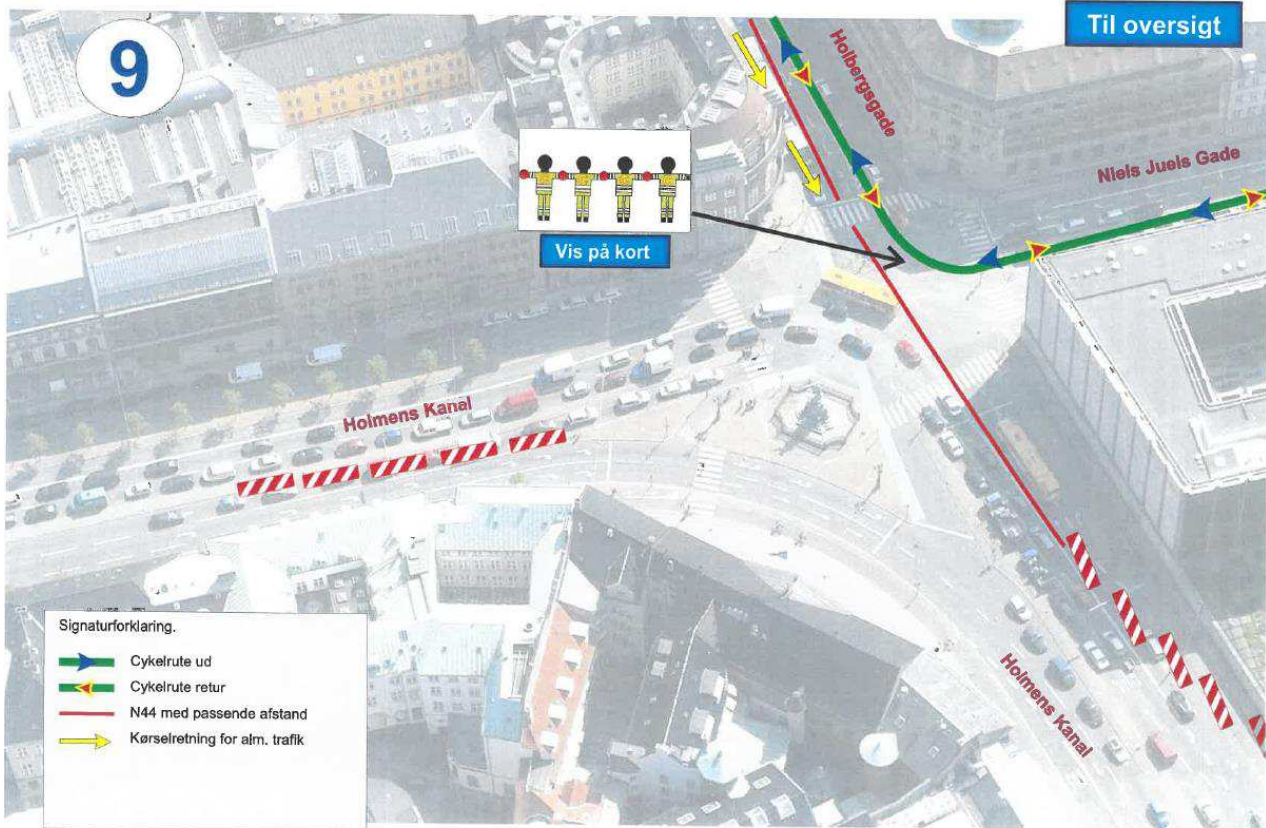 9
Til oversigt
Holbergsgade
Niels Juels Gade
Vis på kort
Holmens Kanal
Holmens Kanal
Signaturforklaring.
Cykelrute ud
Cykelrute retur
N44 med passende afstand
Kørselretning for alm. trafik